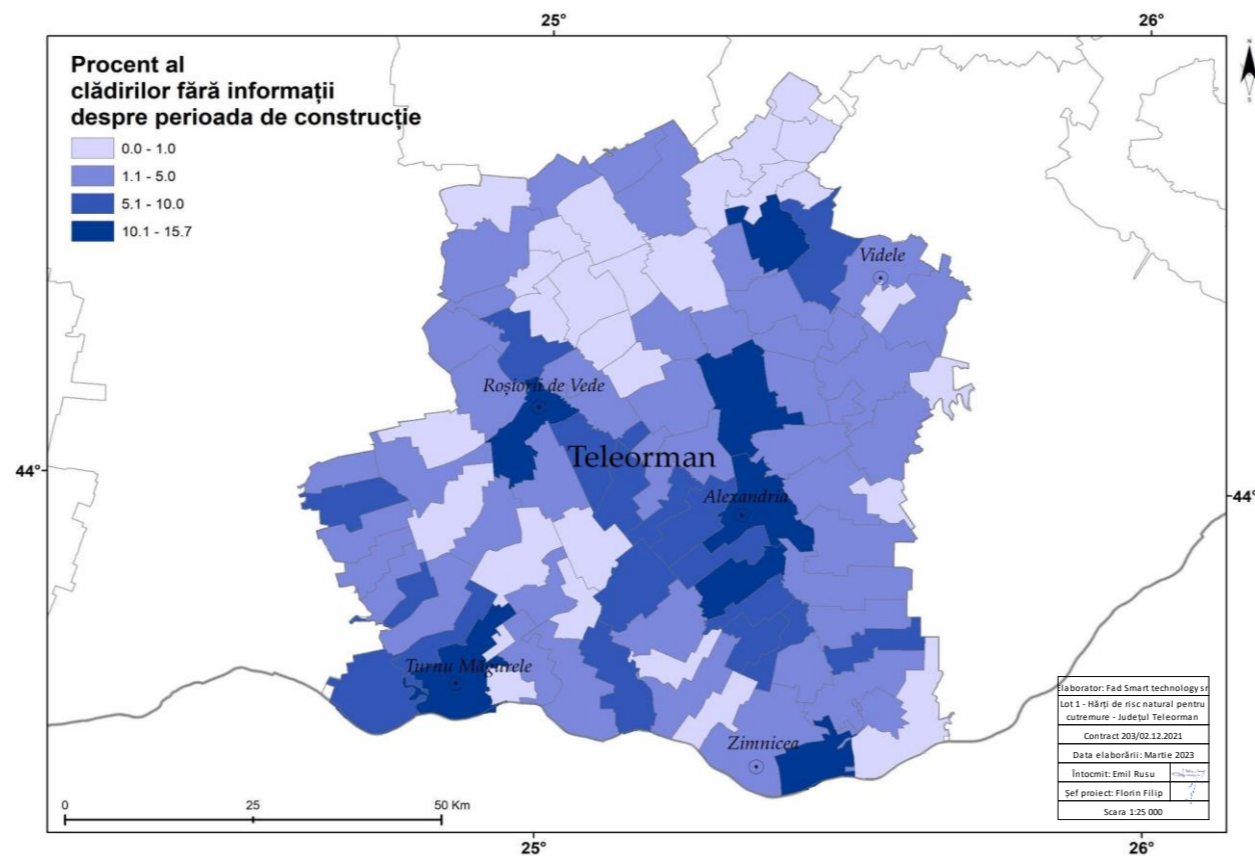 25°
26°
Procent al
clădirilor fără informații
despre perioada de construcție
0.0 - 1.0
1.1 - 5.0
5.1 - 10.0
10.1 - 15.7
N
S
Videle
Roșiorii de Vede
Teleorman
44°
44°
Alexandria
Turnu Măgurele
Zimnicea
Elaborator: Fad Smart technology sr
Lot 1 - Hărți de risc natural pentru
cutremure - Județul Teleorman
Contract 203/02.12.2021
Data elaborării: Martie 2023
Întocmit: Emil Rusu
Șef proiect: Florin Filip
Scara 1:25 000
0
25
50 Km
25°
26°